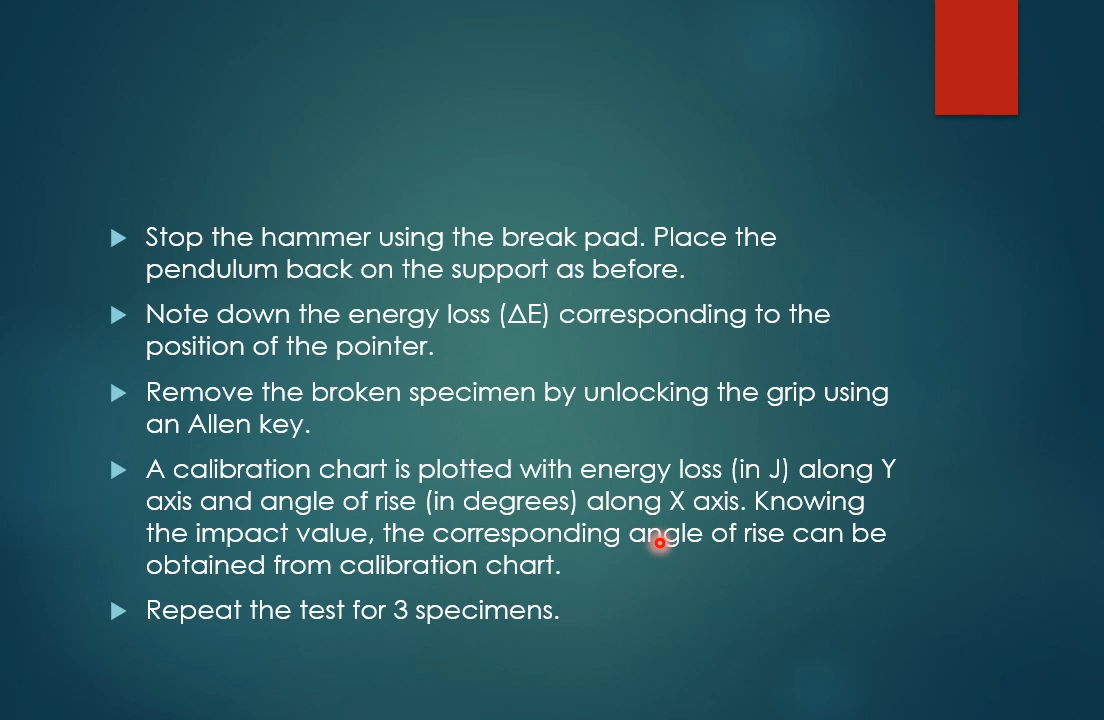 Stop the hammer using the break pad. Place the
pendulum back on the support as before.
Note down the energy loss (ΔE) corresponding to the
position of the pointer.
Remove the broken specimen by unlocking the grip using
an Allen key.
A calibration chart is plotted with energy loss (in J) along Y
axis and angle of rise (in degrees) along X axis. Knowing
the impact value, the corresponding angle of rise can be
obtained from calibration chart.
Repeat the test for 3 specimens.